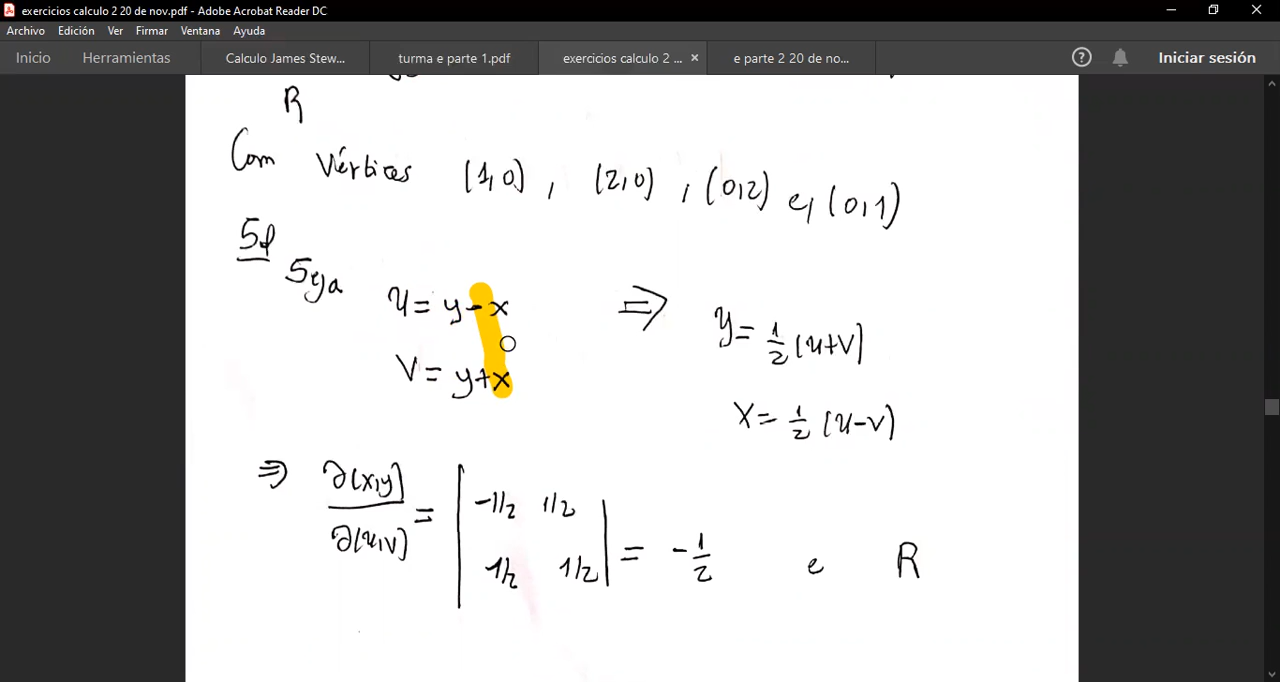 exercicios calculo 2 20 de nov.pdf - Adobe Acrobat Reader DC
Archivo Edición Ver Firmar Ventana Ayuda
Inicio Herramientas Calculo James Stew... turma e parte 1.pdf exercicios calculo 2 ... × e parte 2 20 de no... Iniciar sesión
R
Com Vértices (1,0), (2,0), (0,2) e, (0,1)
Sol
Seja
u = y - x ⇒ y = 1/2 (u+v)
v = y+x x = 1/2 (u-v)
⇒ ∂(x,y)/∂(u,v) = | -1/2 1/2 |
| 1/2 1/2 | = -1/2 e R